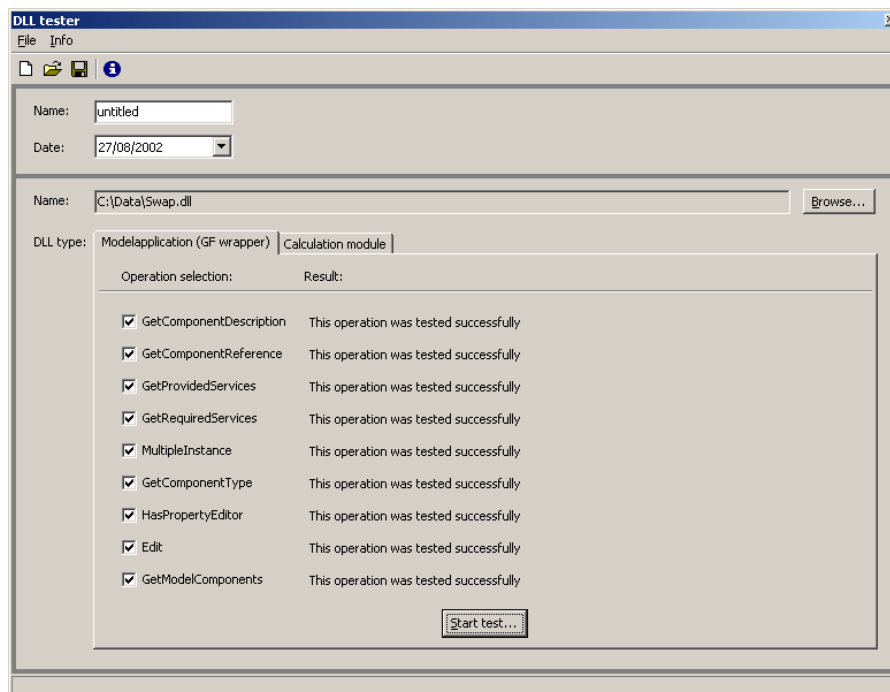 DLL tester
File Info
Name: untitled
Date: 27/08/2002
Name: C:\Data\Swap.dll Browse...
DLL type: Modelapplication (GF wrapper) Calculation module
Operation selection: Result:
GetComponentDescription This operation was tested successfully
GetComponentReference This operation was tested successfully
GetProvidedServices This operation was tested successfully
GetRequiredServices This operation was tested successfully
MultipleInstance This operation was tested successfully
GetComponentType This operation was tested successfully
HasPropertyEditor This operation was tested successfully
Edit This operation was tested successfully
GetModelComponents This operation was tested successfully
Start test...